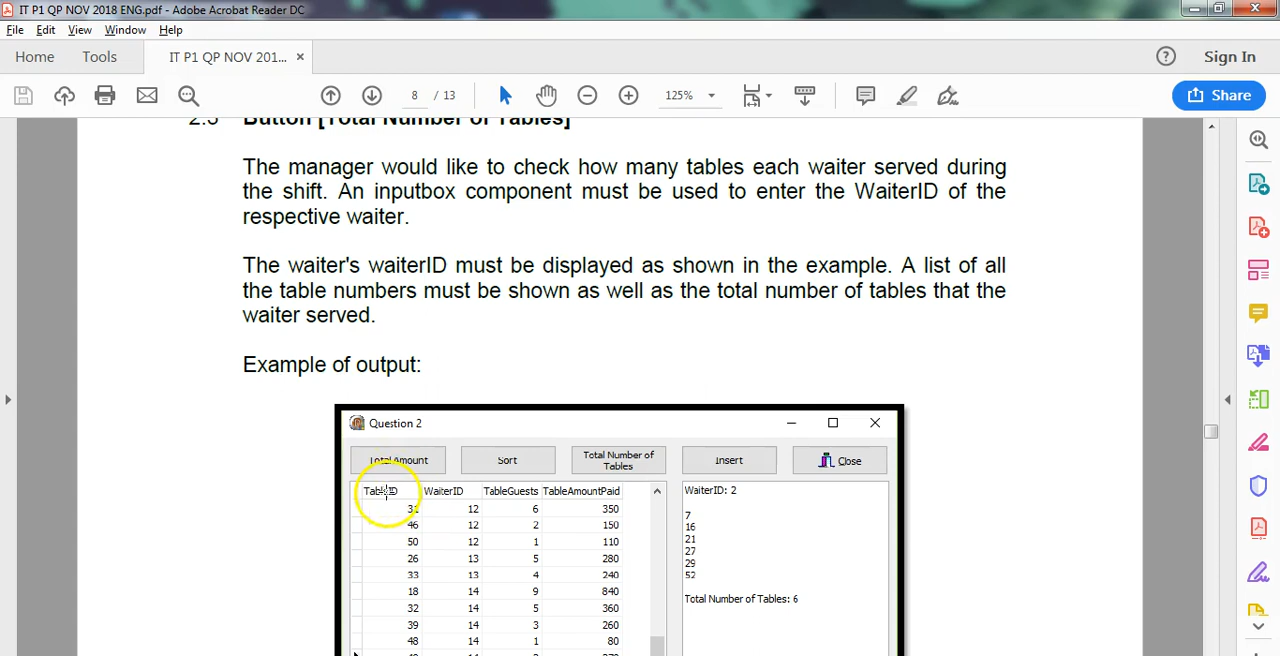 IT P1 QP NOV 2018 ENG.pdf - Adobe Acrobat Reader DC
File Edit View Window Help
Home Tools IT P1 QP NOV 201... × Sign In
8 / 13 125% Share
2.3 Button [Total Number of Tables]
The manager would like to check how many tables each waiter served during
the shift. An inputbox component must be used to enter the WaiterID of the
respective waiter.
The waiter's waiterID must be displayed as shown in the example. A list of all
the table numbers must be shown as well as the total number of tables that the
waiter served.
Example of output:
Question 2
Total Amount Sort Total Number of Tables Insert Close
TableID WaiterID TableGuests TableAmountPaid
31 12 6 350
46 12 2 150
50 12 1 110
26 13 5 280
33 13 4 240
18 14 9 840
32 14 5 360
39 14 3 260
48 14 1 80
WaiterID: 2
7
16
21
27
29
52
Total Number of Tables: 6